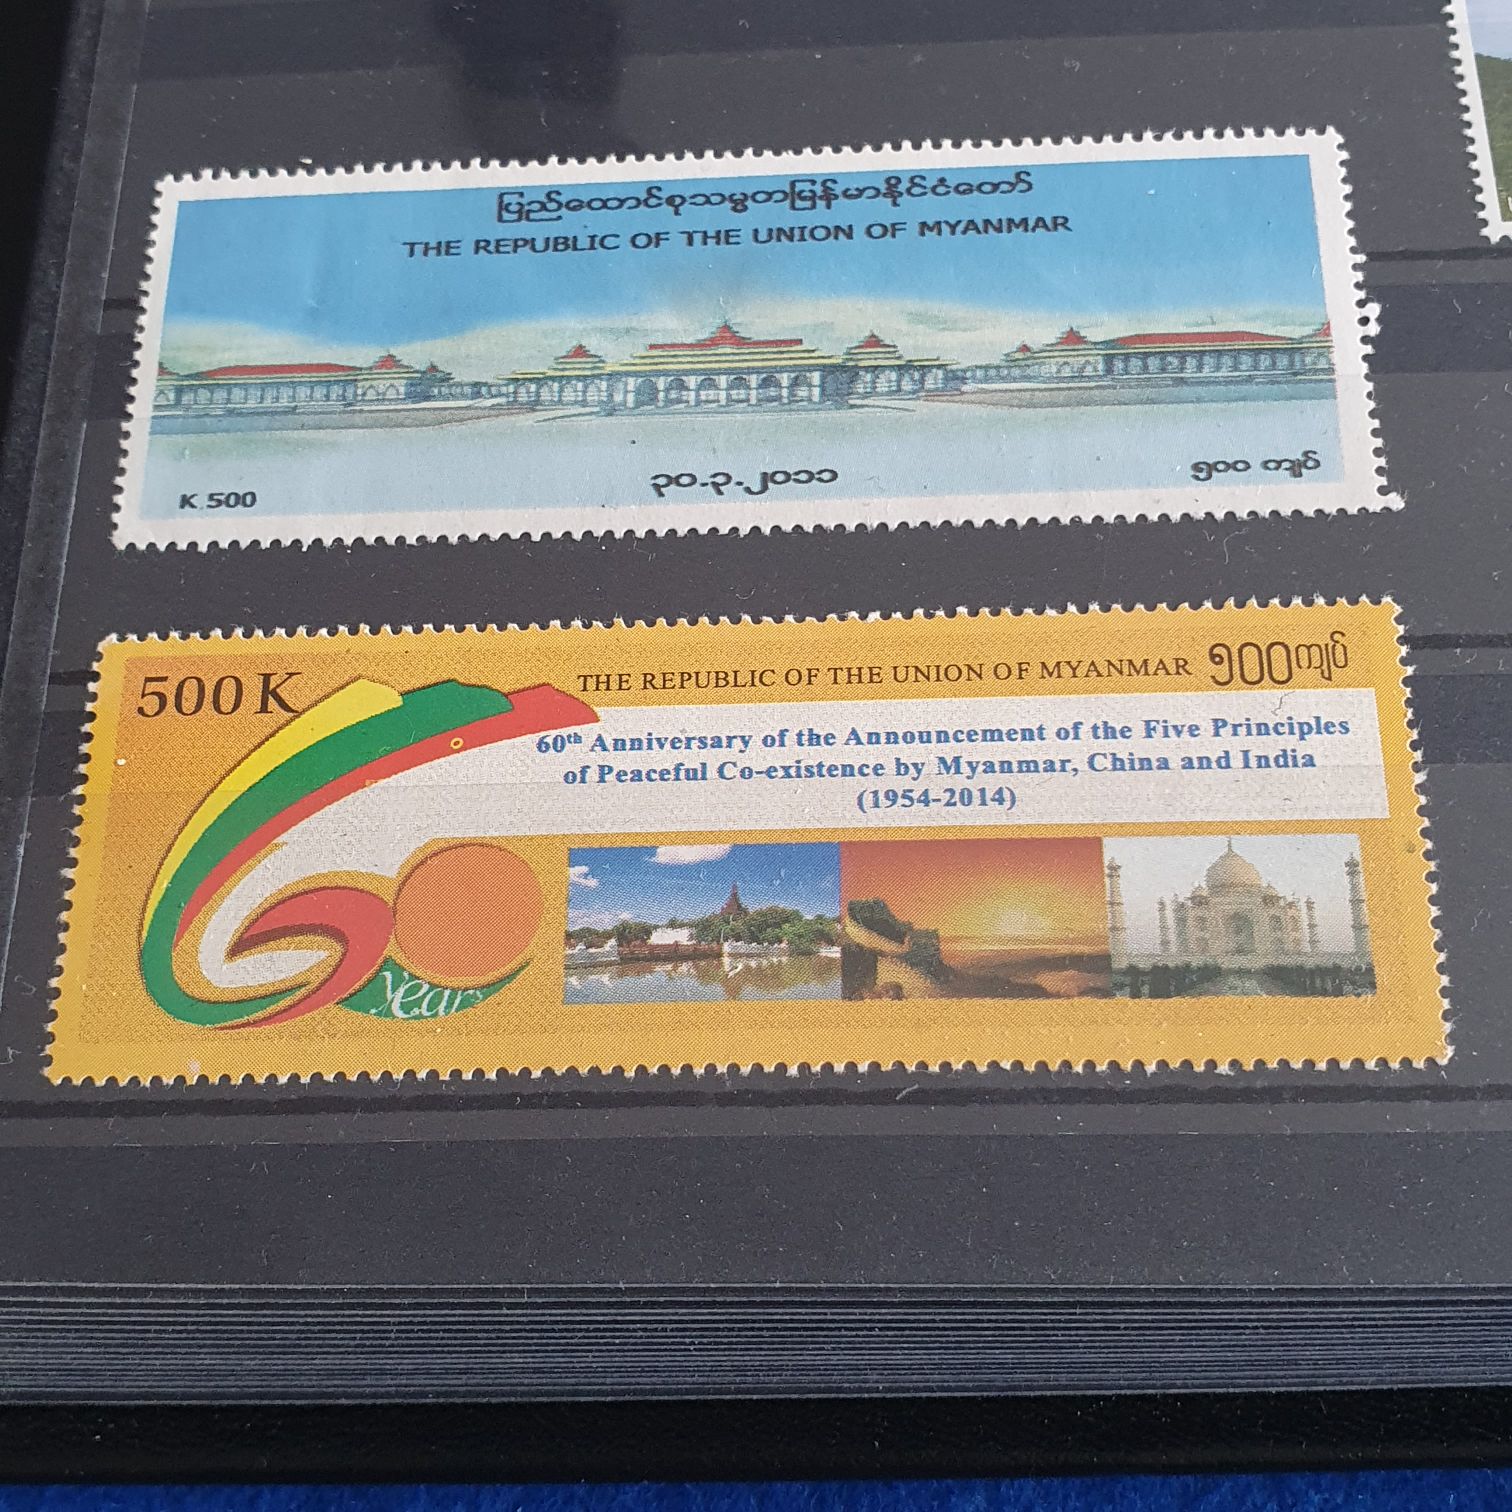 ပြည်ထောင်စုသမ္မတမြန်မာနိုင်ငံတော်
THE REPUBLIC OF THE UNION OF MYANMAR
K.500
၃၀.၃.၂၀၁၁
၅၀၀ ကျပ်
500K
THE REPUBLIC OF THE UNION OF MYANMAR
၅၀၀ကျပ်
60th Anniversary of the Announcement of the Five Principles
of Peaceful Co-existence by Myanmar, China and India
(1954-2014)
60
Years